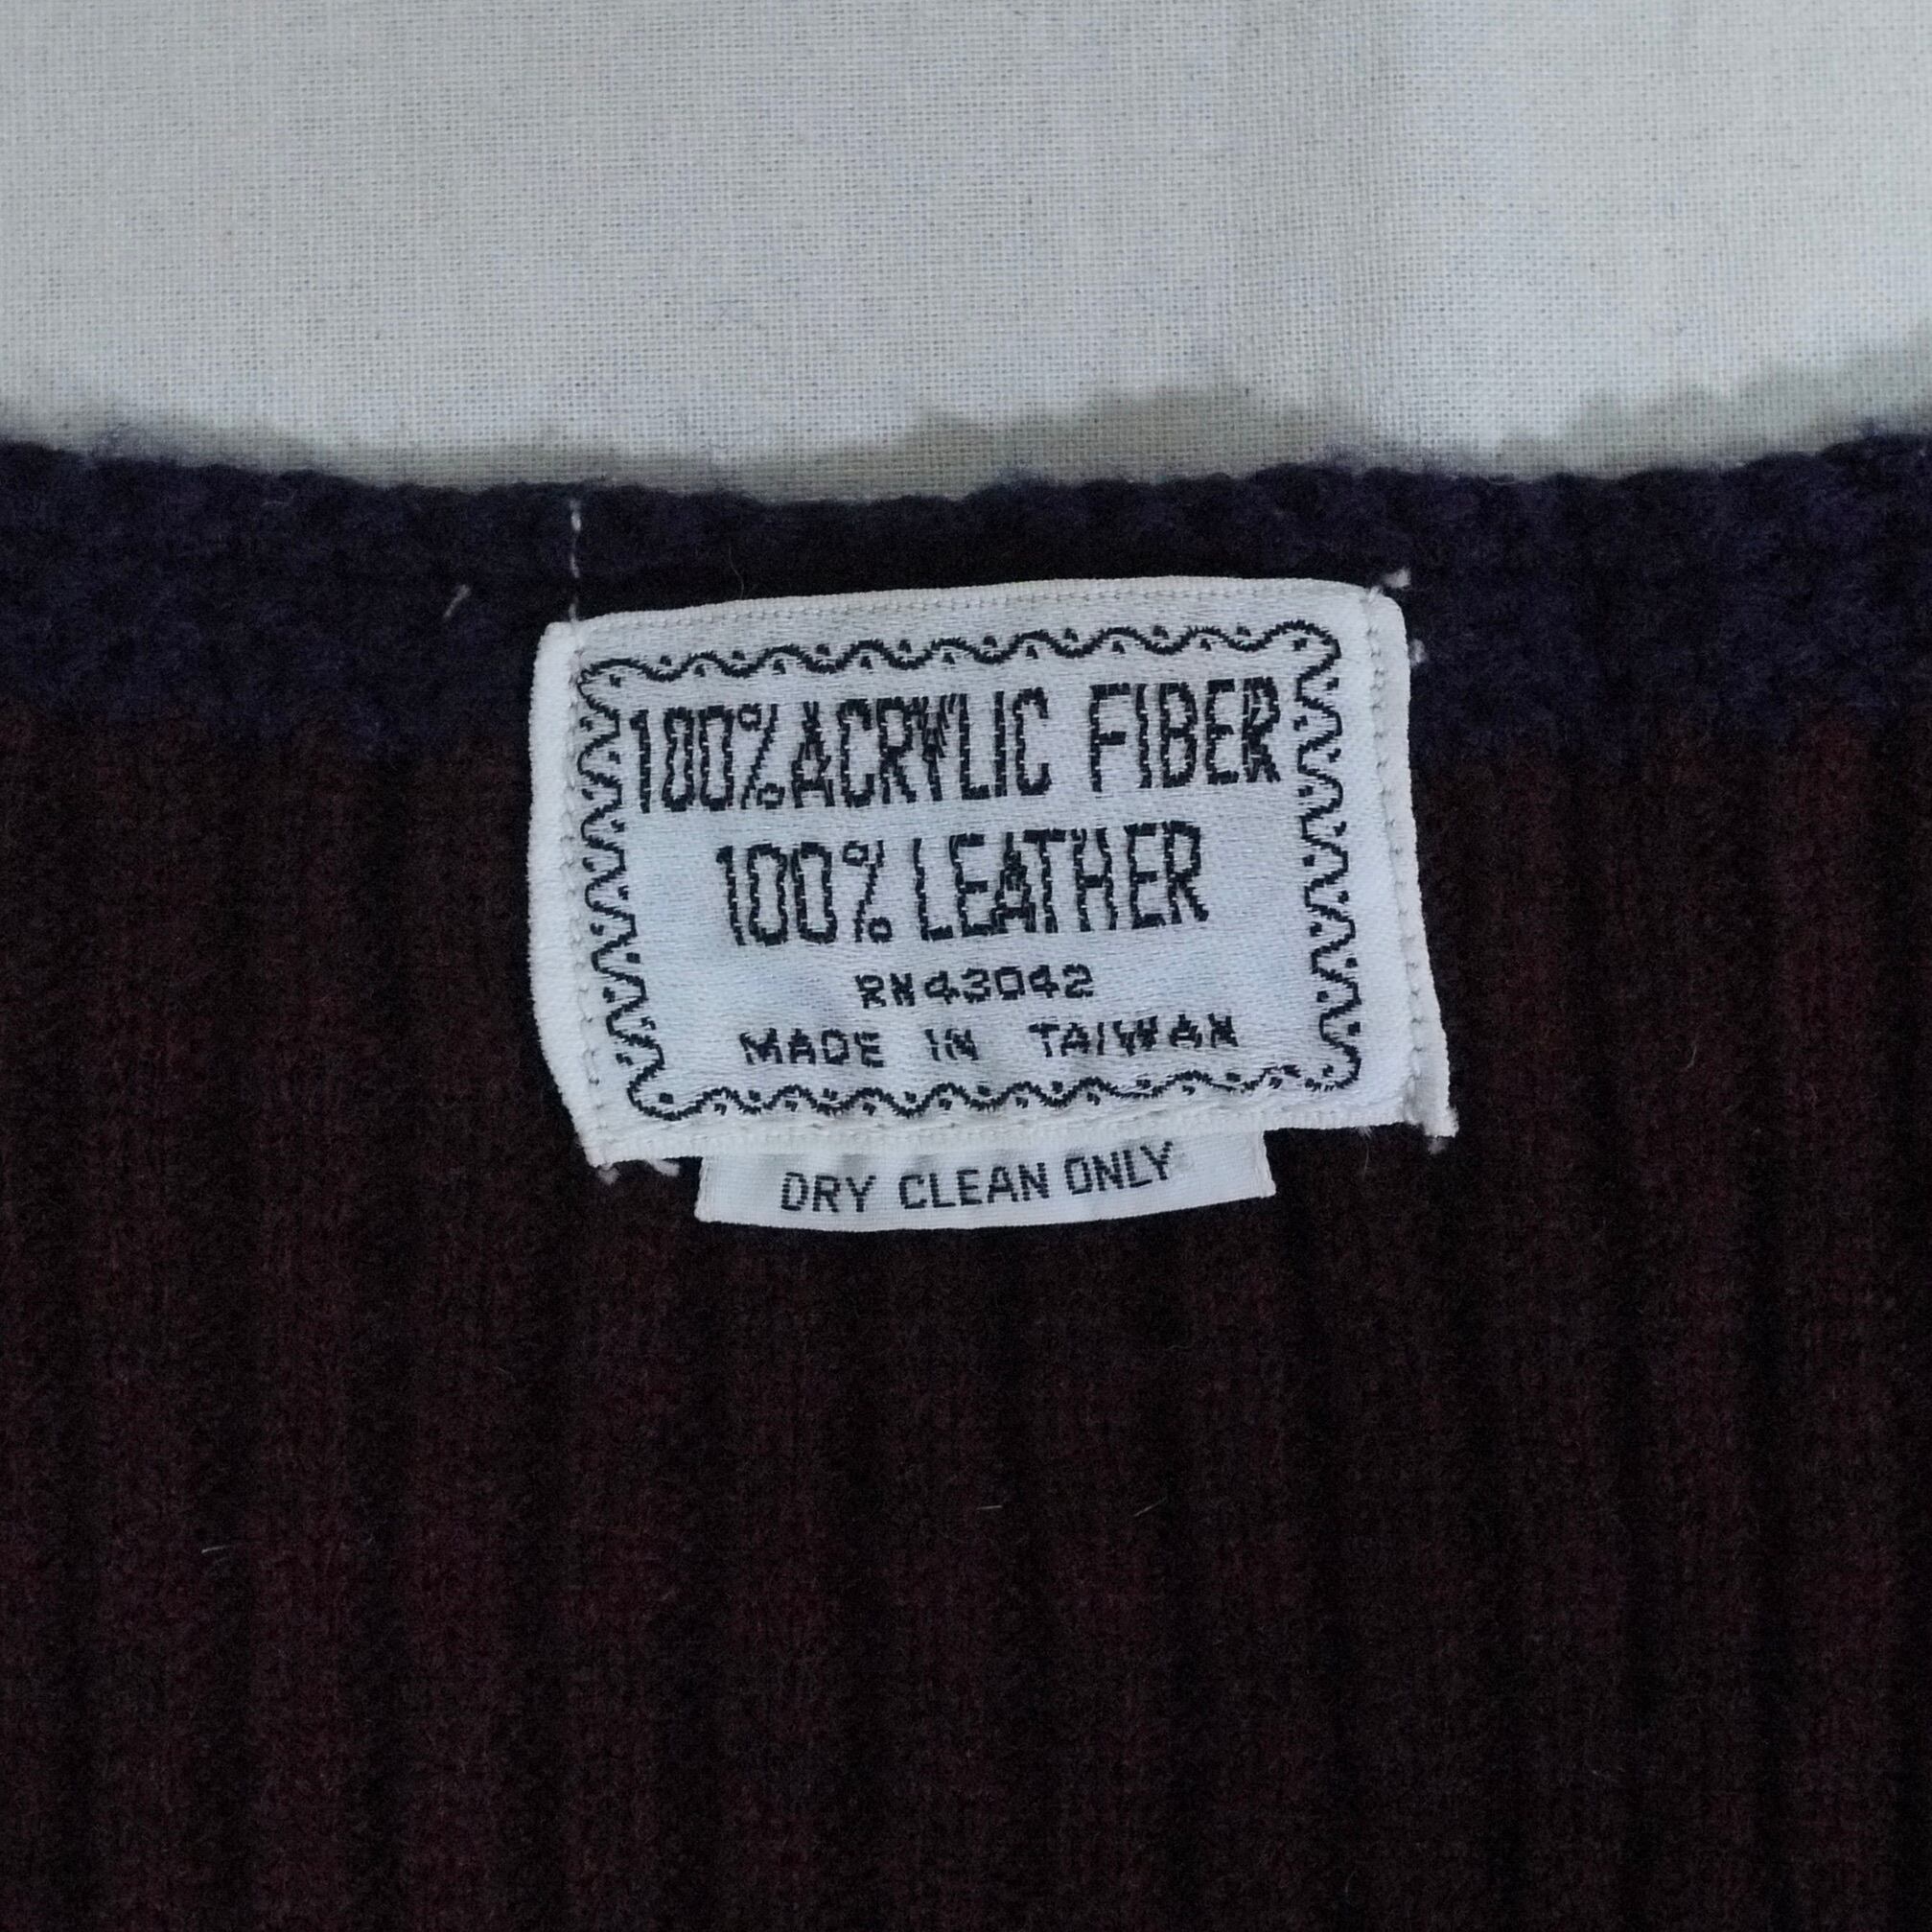 100% ACRYLIC FIBER
100% LEATHER
RN43042
MADE IN TAIWAN
DRY CLEAN ONLY